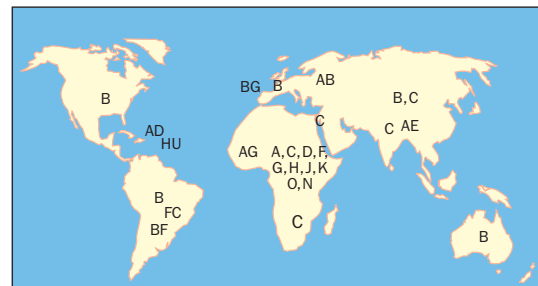 B
AD
HU
B
FC
BF
BG
B
AB
C
AG
A, C, D, F,
G, H, J, K
O, N
C
B, C
C
AE
B